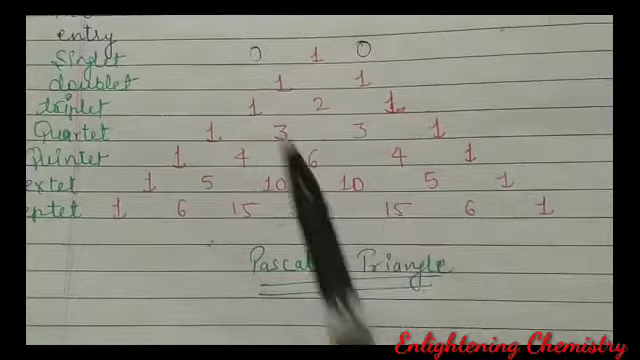 entry
Singlet 0 1 0
doublet 1 1
triplet 1 2 1
Quartet 1 3 3 1
Quintet 1 4 6 4 1
extet 1 5 10 10 5 1
eptet 1 6 15 15 6 1
Pascal Triangle
Enlightening Chemistry